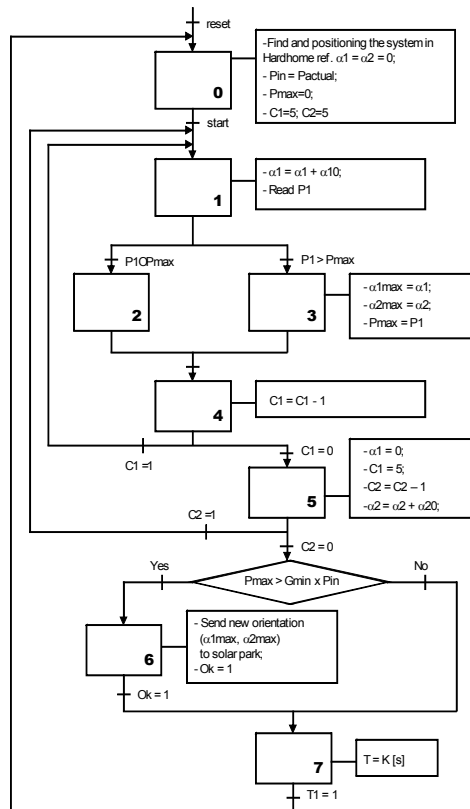 reset
-Find and positioning the system in
Hardhome ref. α1 = α2 = 0;
- Pin = Pactual;
- Pmax=0;
- C1=5; C2=5
0
start
- α1 = α1 + α10;
- Read P1
1
P1OPmax
P1 > Pmax
2
3
- α1max = α1;
- α2max = α2;
- Pmax = P1
4
C1 = C1 - 1
C1 =1
C1 = 0
5
- α1 = 0;
- C1 = 5;
-C2 = C2 – 1
-α2 = α2 + α20;
C2 =1
C2 = 0
Yes
Pmax > Gmin x Pin
No
6
- Send new orientation
(α1max, α2max)
to solar park;
- Ok = 1
Ok = 1
7
T = K [s]
T1 = 1